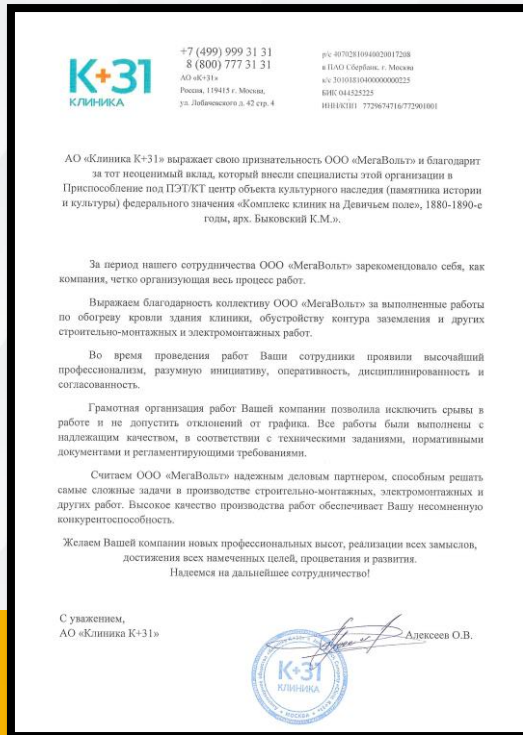 К+31
КЛИНИКА
+7 (499) 999 31 31
8 (800) 777 31 31
АО «К+31»
Россия, 119415 г. Москва,
ул. Лобачевского д. 42 стр. 4
р/с 40702810940020017208
в ПАО Сбербанк, г. Москва
к/с 30101810400000000225
БИК 044525225
ИНН/КПП 7729674716/772901001
АО «Клиника К+31» выражает свою признательность ООО «МегаВольт» и благодарит
за тот неоценимый вклад, который внесли специалисты этой организации в
Приспособление под ПЭТ/КТ центр объекта культурного наследия (памятника истории
и культуры) федерального значения «Комплекс клиник на Девичьем поле», 1880-1890-е
годы, арх. Быковский К.М.».
За период нашего сотрудничества ООО «МегаВольт» зарекомендовало себя, как
компания, четко организующая весь процесс работ.
Выражаем благодарность коллективу ООО «МегаВольт» за выполненные работы
по обогреву кровли здания клиники, обустройству контура заземления и других
строительно-монтажных и электромонтажных работ.
Во время проведения работ Ваши сотрудники проявили высочайший
профессионализм, разумную инициативу, оперативность, дисциплинированность и
согласованность.
Грамотная организация работ Вашей компании позволила исключить срывы в
работе и не допустить отклонений от графика. Все работы были выполнены с
надлежащим качеством, в соответствии с техническими заданиями, нормативными
документами и регламентирующими требованиями.
Считаем ООО «МегаВольт» надежным деловым партнером, способным решать
самые сложные задачи в производстве строительно-монтажных, электромонтажных и
других работ. Высокое качество производства работ обеспечивает Вашу несомненную
конкурентоспособность.
Желаем Вашей компании новых профессиональных высот, реализации всех замыслов,
достижения всех намеченных целей, процветания и развития.
Надеемся на дальнейшее сотрудничество!
С уважением,
АО «Клиника К+31»
Алексеев О.В.
К+31
КЛИНИКА
МОСКВА